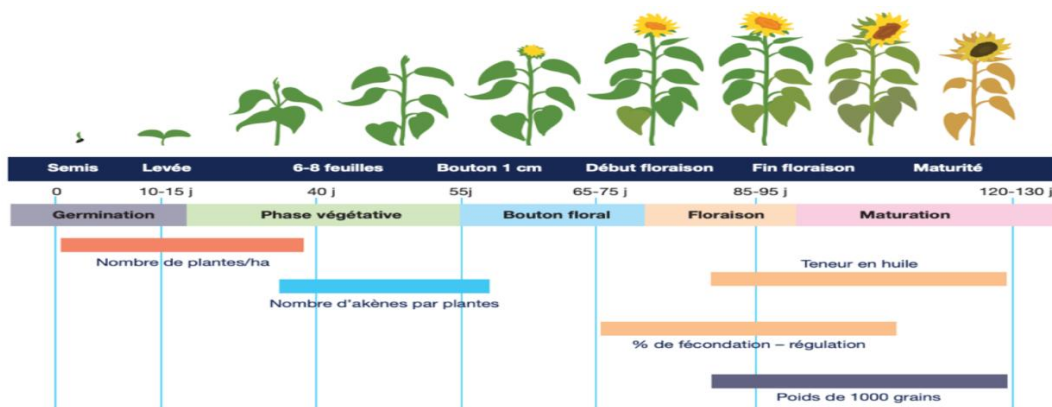 Semis Levée 6-8 feuilles Bouton 1 cm Début floraison Fin floraison Maturité
0 10-15 j 40 j 55j 65-75 j 85-95 j 120-130 j
Germination Phase végétative Bouton floral Floraison Maturation
Nombre de plantes/ha
Teneur en huile
Nombre d'akènes par plantes
% de fécondation – régulation
Poids de 1000 grains